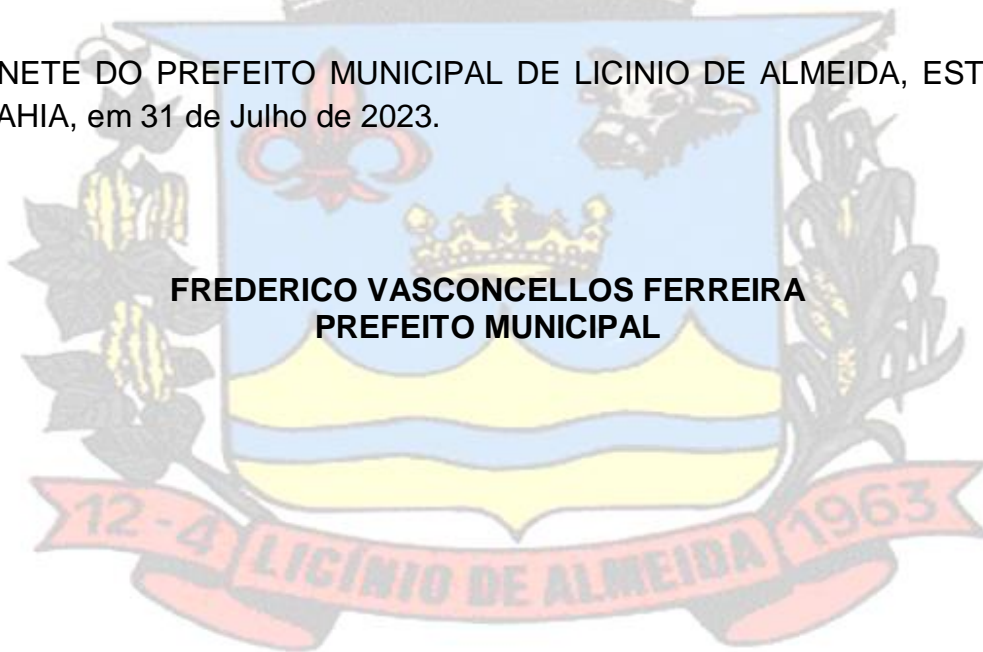 NETE DO PREFEITO MUNICIPAL DE LICINIO DE ALMEIDA, EST
AHIA, em 31 de Julho de 2023.
FREDERICO VASCONCELLOS FERREIRA
PREFEITO MUNICIPAL
12-4 LICÍNIO DE ALMEIDA 1963